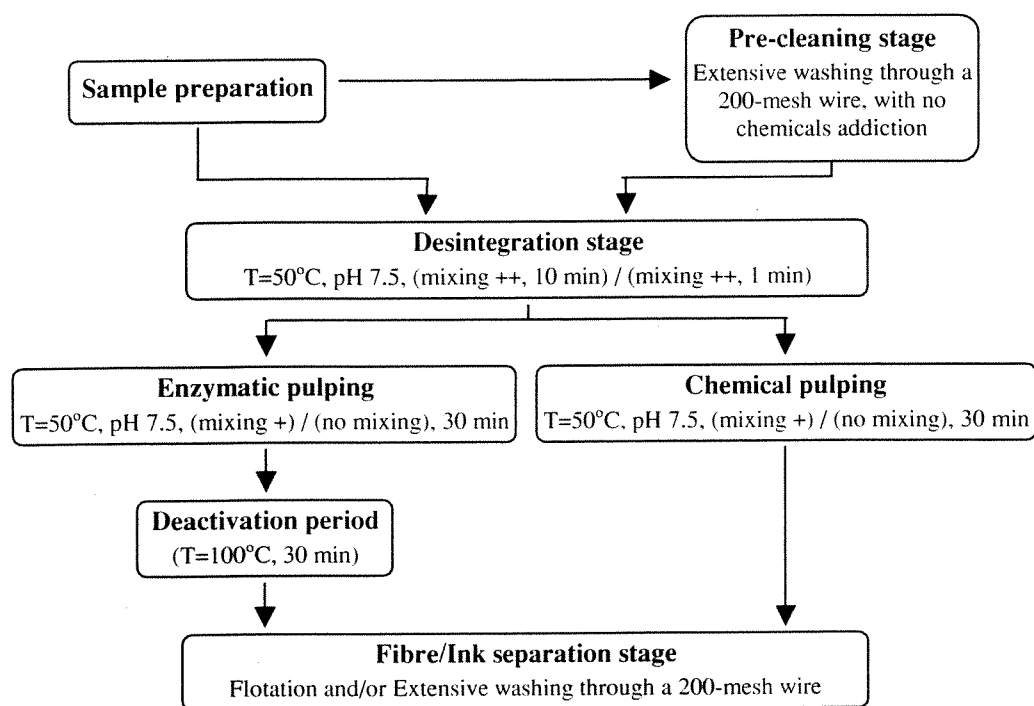 Pre-cleaning stage
Extensive washing through a
200-mesh wire, with no
chemicals addiction
Sample preparation
Desintegration stage
T=50°C, pH 7.5, (mixing ++, 10 min) / (mixing ++, 1 min)
Enzymatic pulping
T=50°C, pH 7.5, (mixing +) / (no mixing), 30 min
Chemical pulping
T=50°C, pH 7.5, (mixing +) / (no mixing), 30 min
Deactivation period
(T=100°C, 30 min)
Fibre/Ink separation stage
Flotation and/or Extensive washing through a 200-mesh wire